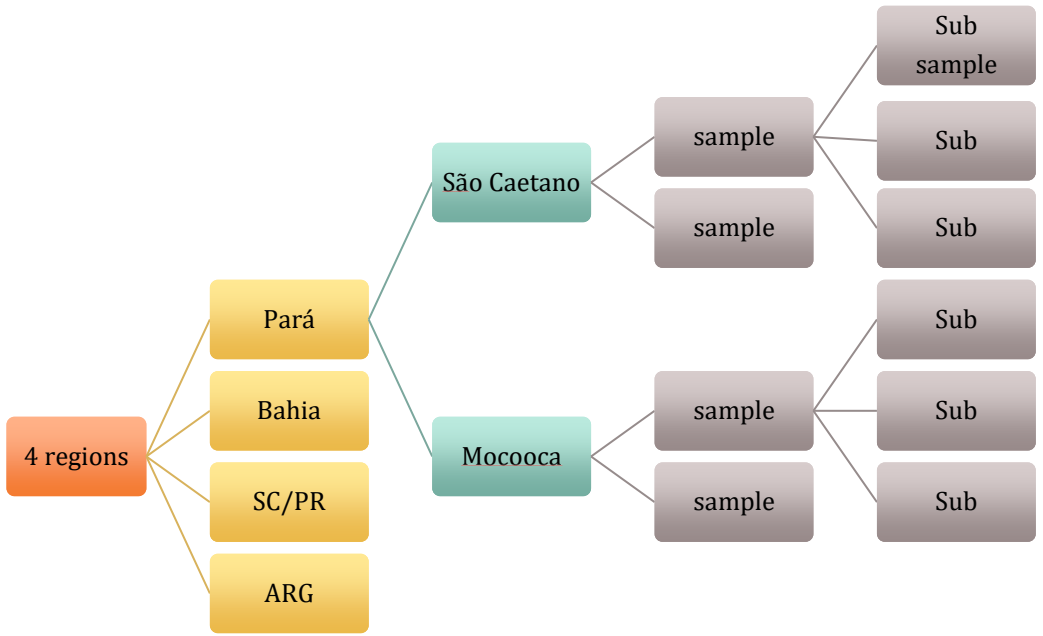 4 regions
Pará
Bahia
SC/PR
ARG
São Caetano
Mocooca
sample
sample
sample
sample
Sub
sample
Sub
Sub
Sub
Sub
Sub